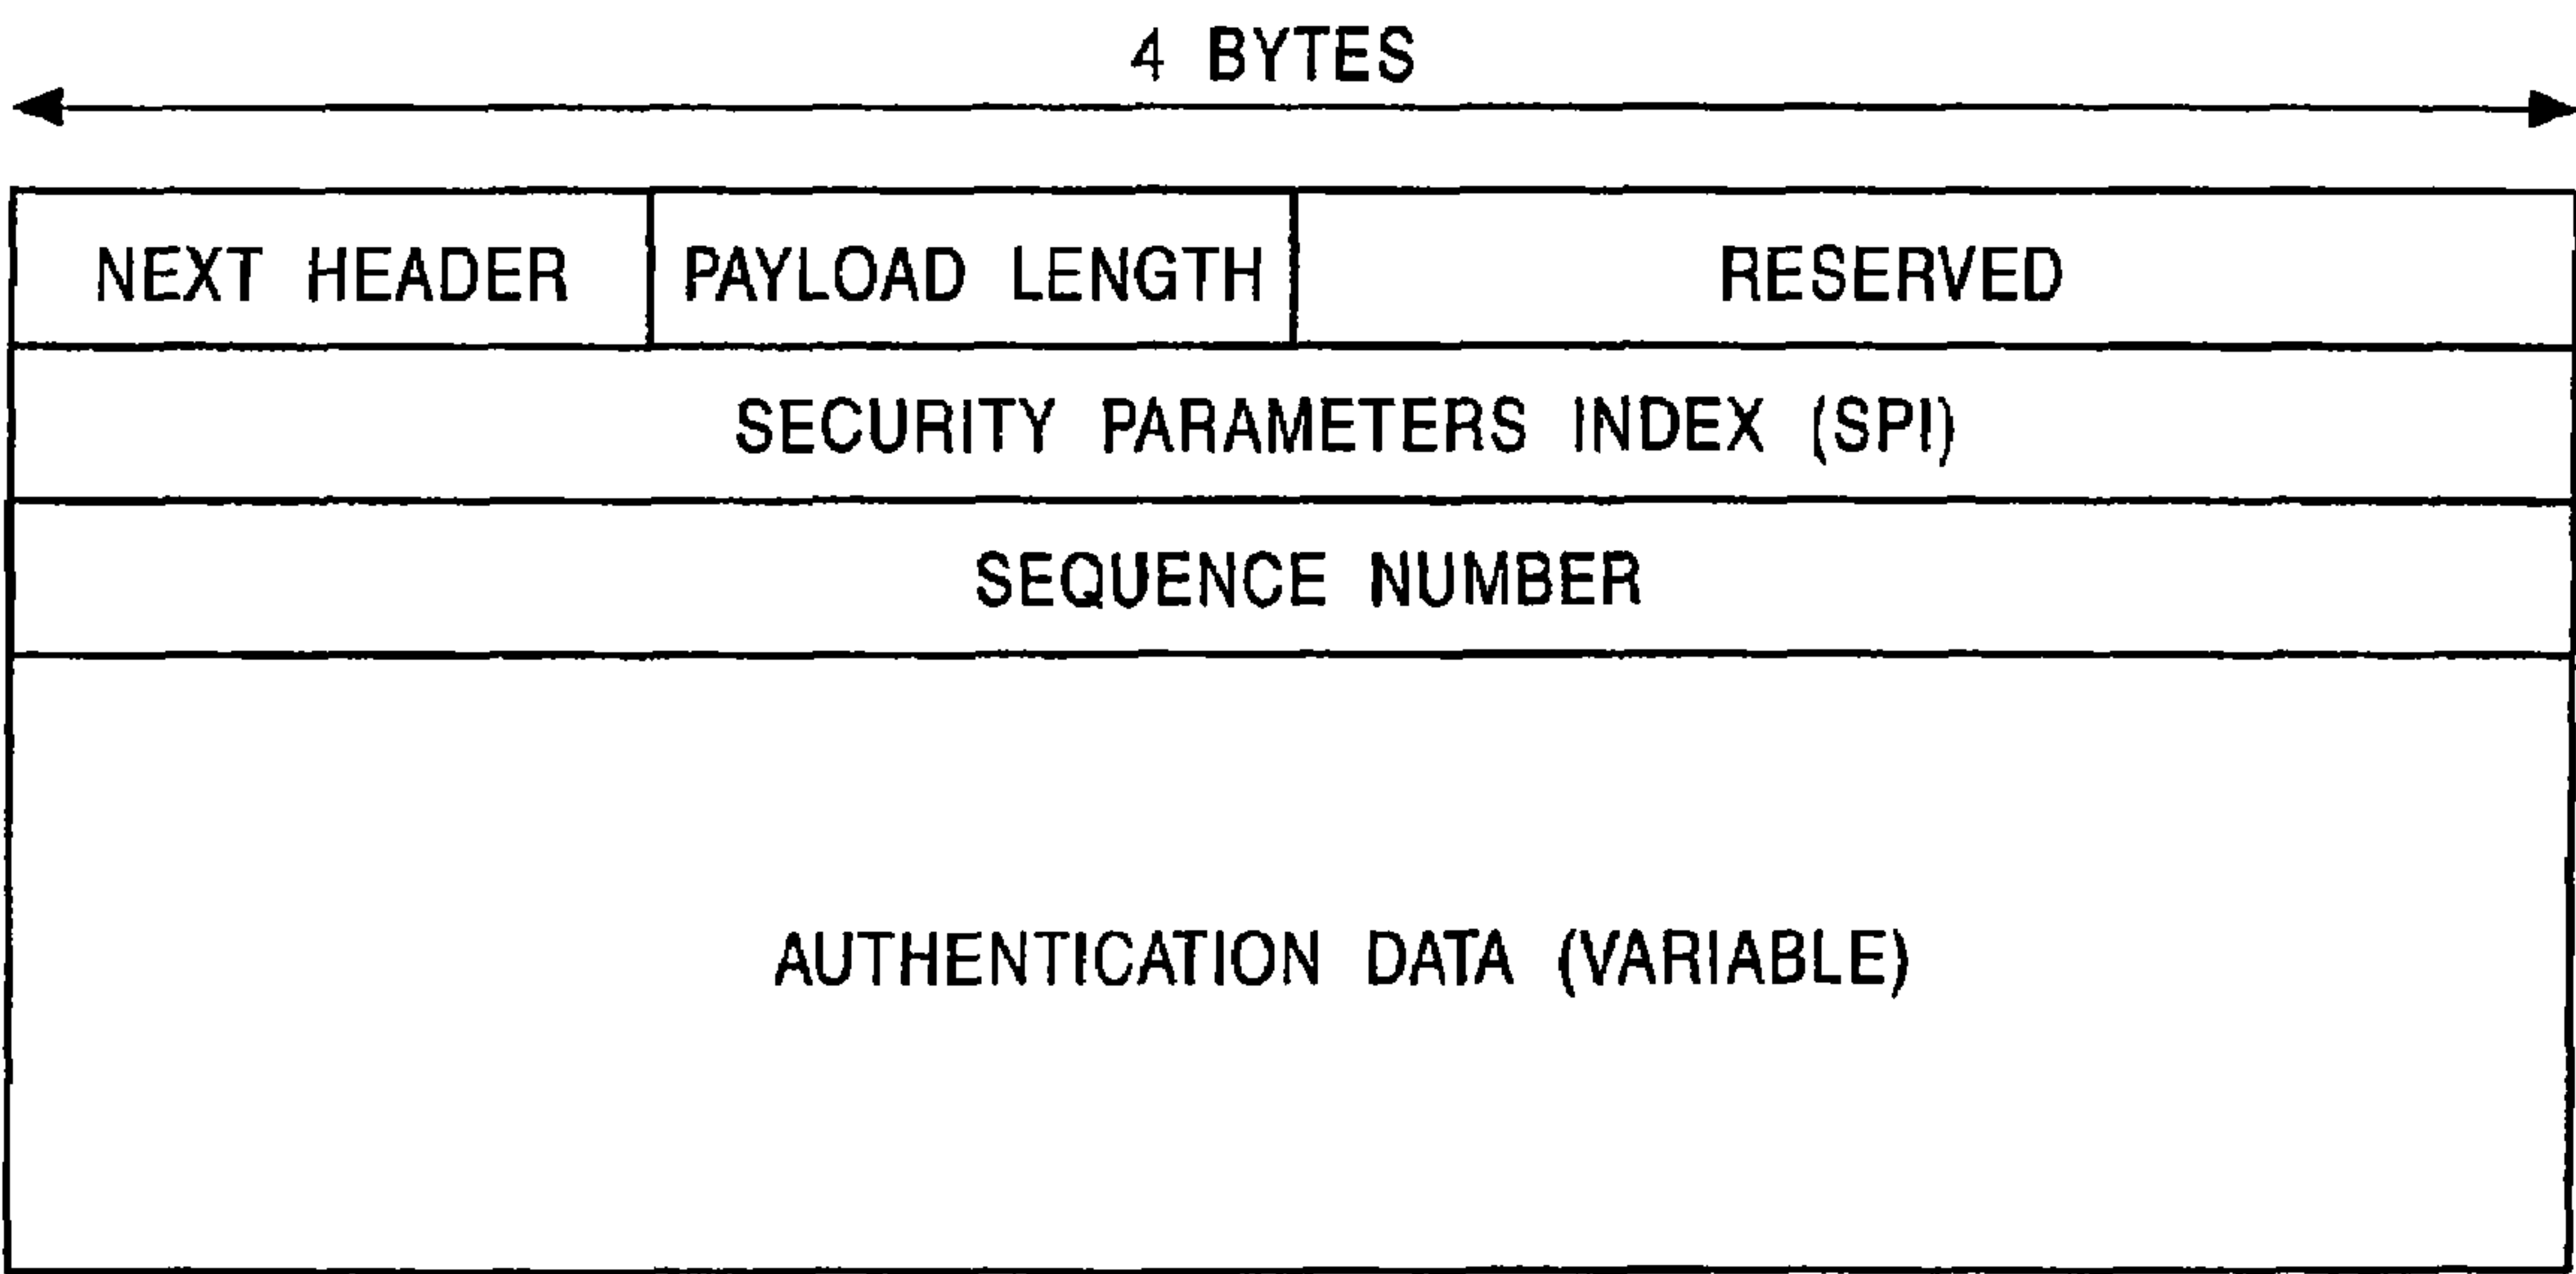 4 BYTES
NEXT HEADER
PAYLOAD LENGTH
RESERVED
SECURITY PARAMETERS INDEX (SPI)
SEQUENCE NUMBER
AUTHENTICATION DATA (VARIABLE)